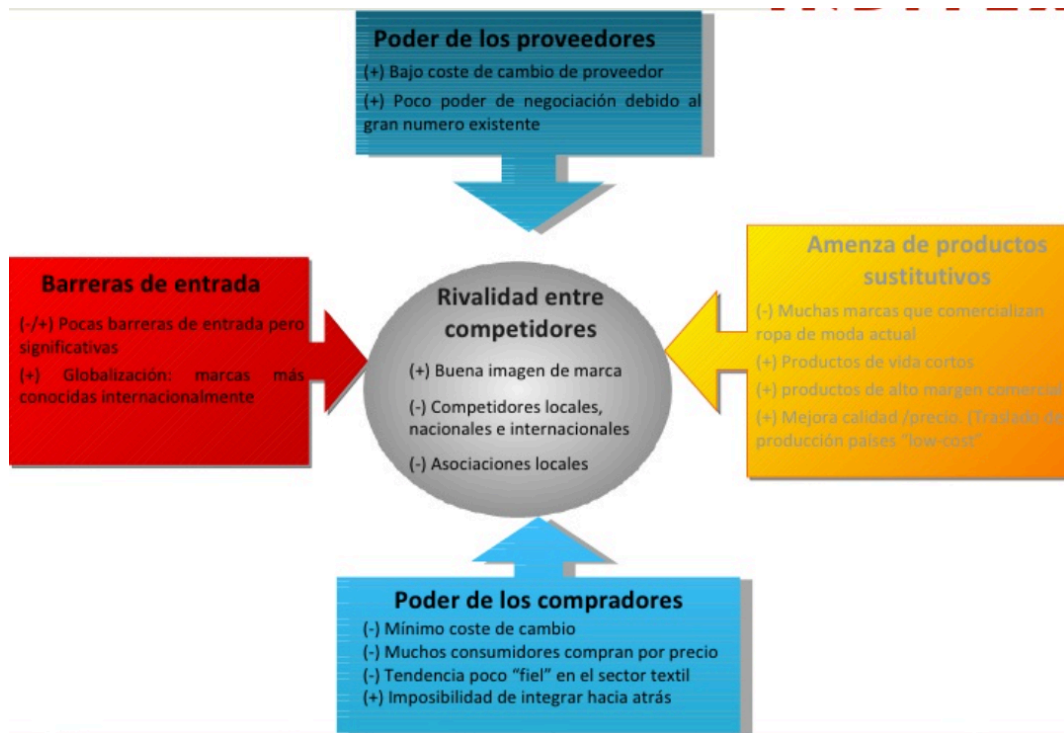 Poder de los proveedores
(+) Bajo coste de cambio de proveedor
(+) Poco poder de negociación debido al
gran numero existente
Barreras de entrada
(-/+) Pocas barreras de entrada pero
significativas
(+) Globalización: marcas más
conocidas internacionalmente
Rivalidad entre
competidores
(+) Buena imagen de marca
(-) Competidores locales,
nacionales e internacionales
(-) Asociaciones locales
Amenza de productos
sustitutivos
(-) Muchas marcas que comercializan
ropa de moda actual
(+) Productos de vida cortos
(+) productos de alto margen comercial
(+) Mejora calidad /precio. (Traslado de
producción países "low-cost"
Poder de los compradores
(-) Mínimo coste de cambio
(-) Muchos consumidores compran por precio
(-) Tendencia poco "fiel" en el sector textil
(+) Imposibilidad de integrar hacia atrás